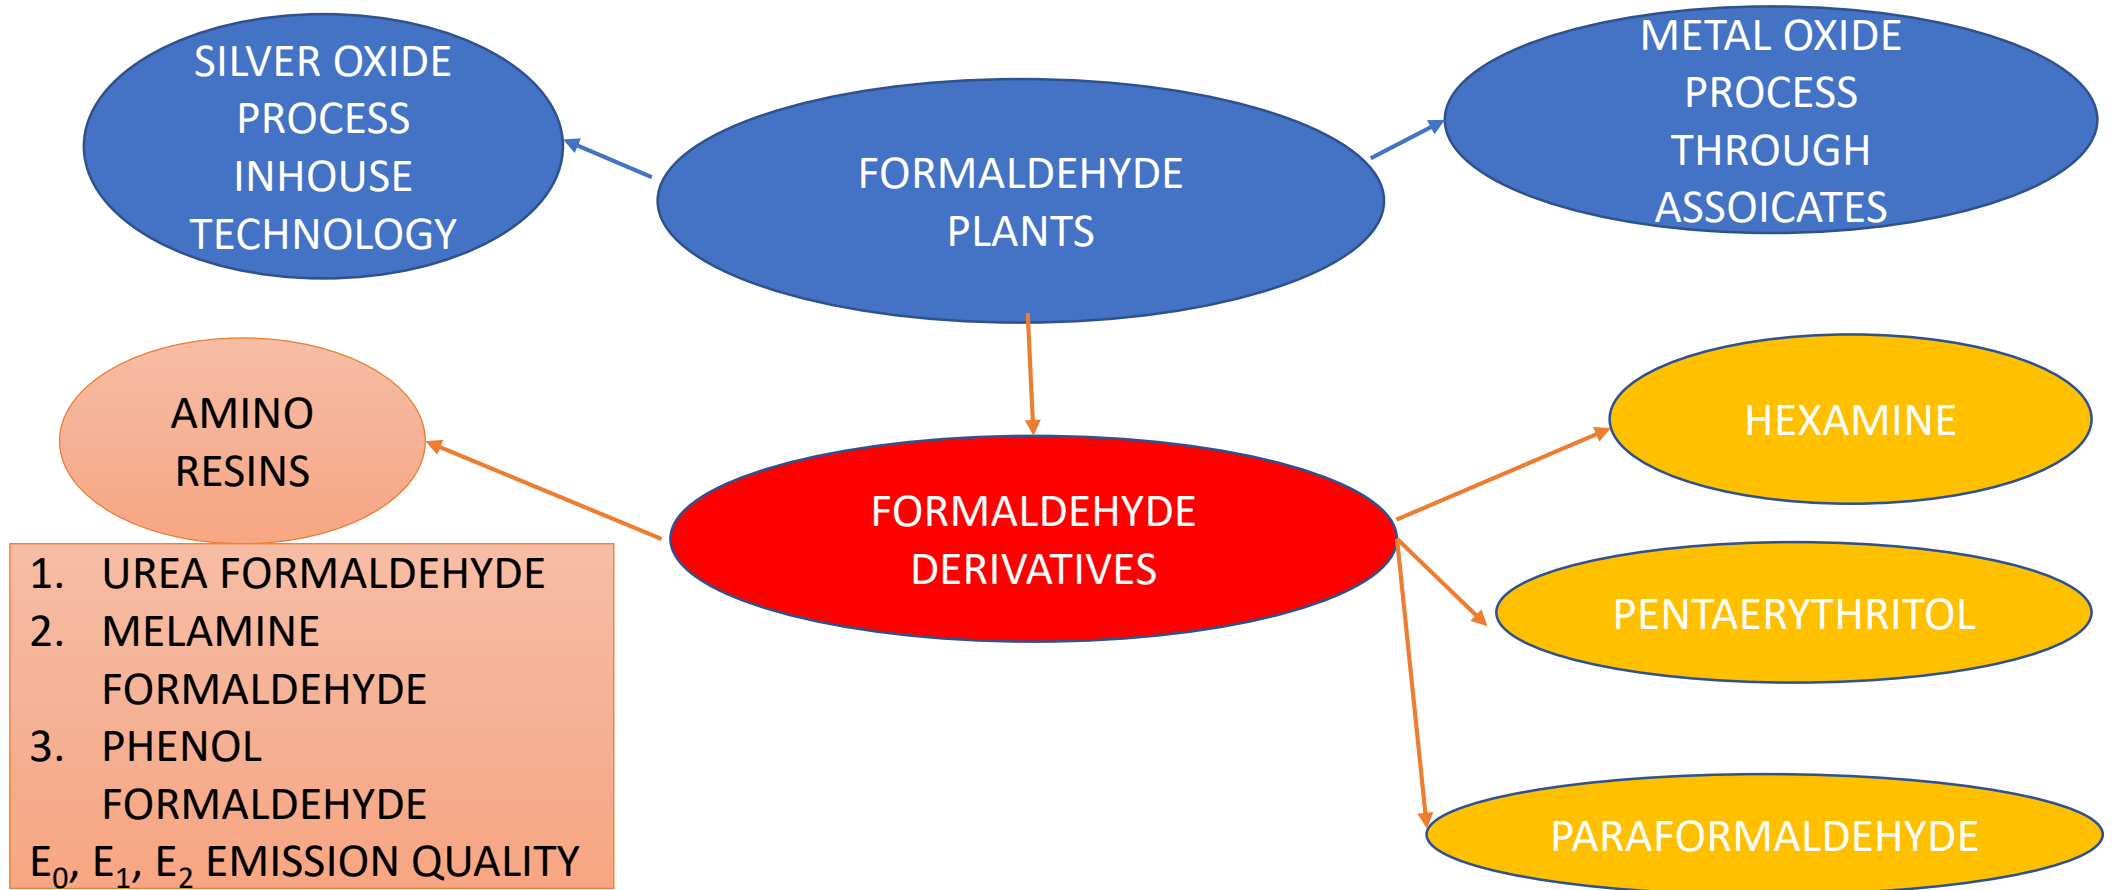 SILVER OXIDE
PROCESS
INHOUSE
TECHNOLOGY
FORMALDEHYDE
PLANTS
METAL OXIDE
PROCESS
THROUGH
ASSOICATES
AMINO
RESINS
1. UREA FORMALDEHYDE
2. MELAMINE
FORMALDEHYDE
3. PHENOL
FORMALDEHYDE
E₀, E₁, E₂ EMISSION QUALITY
FORMALDEHYDE
DERIVATIVES
HEXAMINE
PENTAERYTHRITOL
PARAFORMALDEHYDE